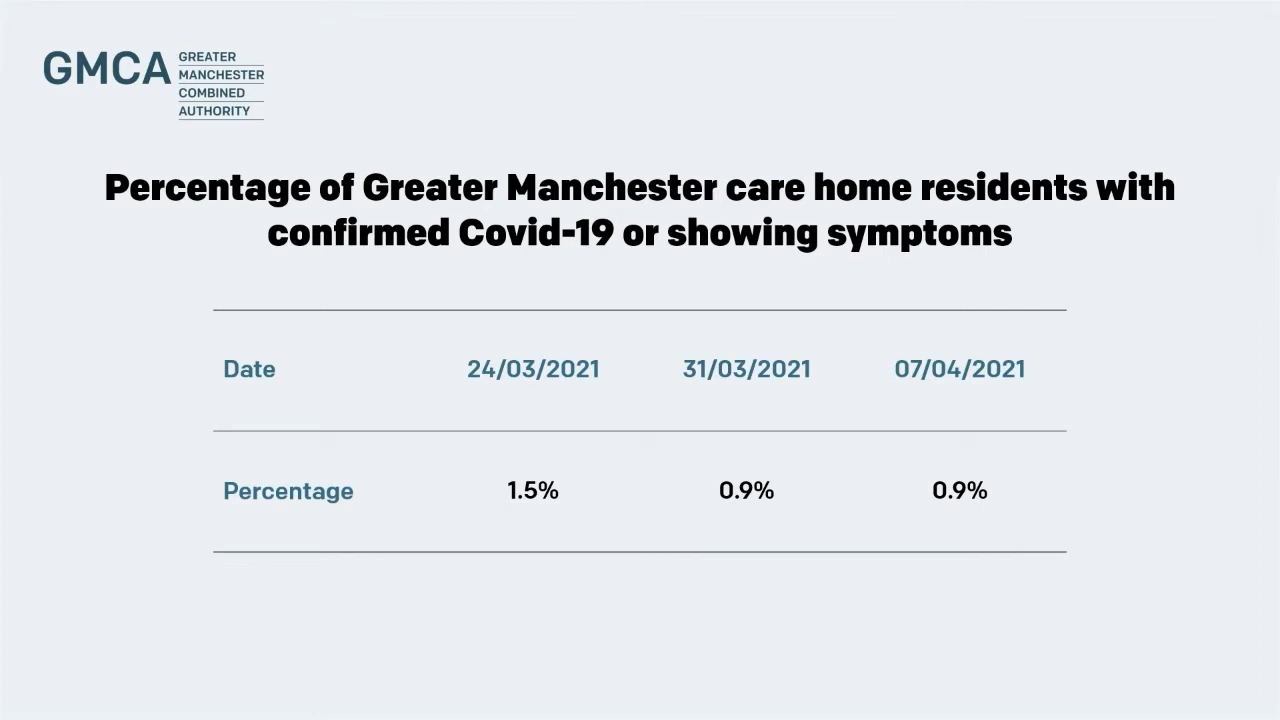 GMCA
GREATER
MANCHESTER
COMBINED
AUTHORITY
Percentage of Greater Manchester care home residents with
confirmed Covid-19 or showing symptoms
Date 24/03/2021 31/03/2021 07/04/2021
Percentage 1.5% 0.9% 0.9%